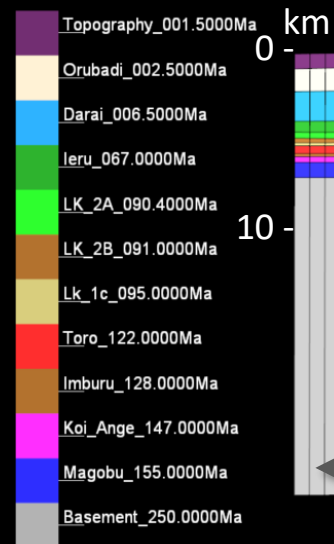 Topography_001.5000Ma
Orubadi_002.5000Ma
Darai_006.5000Ma
Ieru_067.0000Ma
LK_2A_090.4000Ma
LK_2B_091.0000Ma
Lk_1c_095.0000Ma
Toro_122.0000Ma
Imburu_128.0000Ma
Koi_Ange_147.0000Ma
Magobu_155.0000Ma
Basement_250.0000Ma
km
0 -
10 -